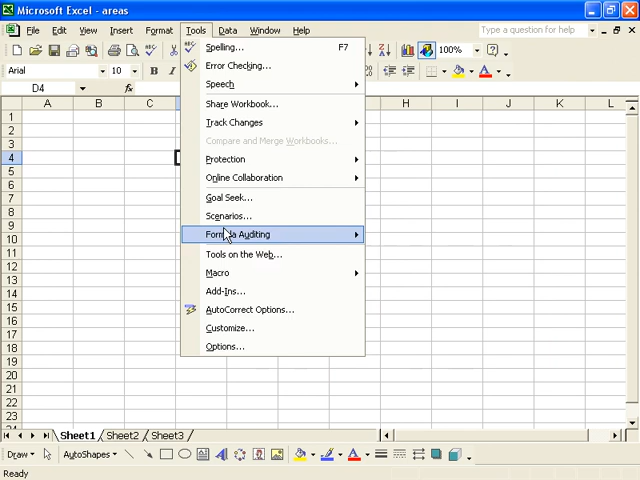 Microsoft Excel - areas
File Edit View Insert Format Tools Data Window Help Type a question for help
100%
Arial 10 B I
D4 fx
A B C H I J K L
1
2
3
4
5
6
7
8
9
10
11
12
13
14
15
16
17
18
19
20
21
22
23
Spelling... F7
Error Checking...
Speech
Share Workbook...
Track Changes
Compare and Merge Workbooks...
Protection
Online Collaboration
Goal Seek...
Scenarios...
Formula Auditing
Tools on the Web...
Macro
Add-Ins...
AutoCorrect Options...
Customize...
Options...
Sheet1 Sheet2 Sheet3
Draw AutoShapes
Ready